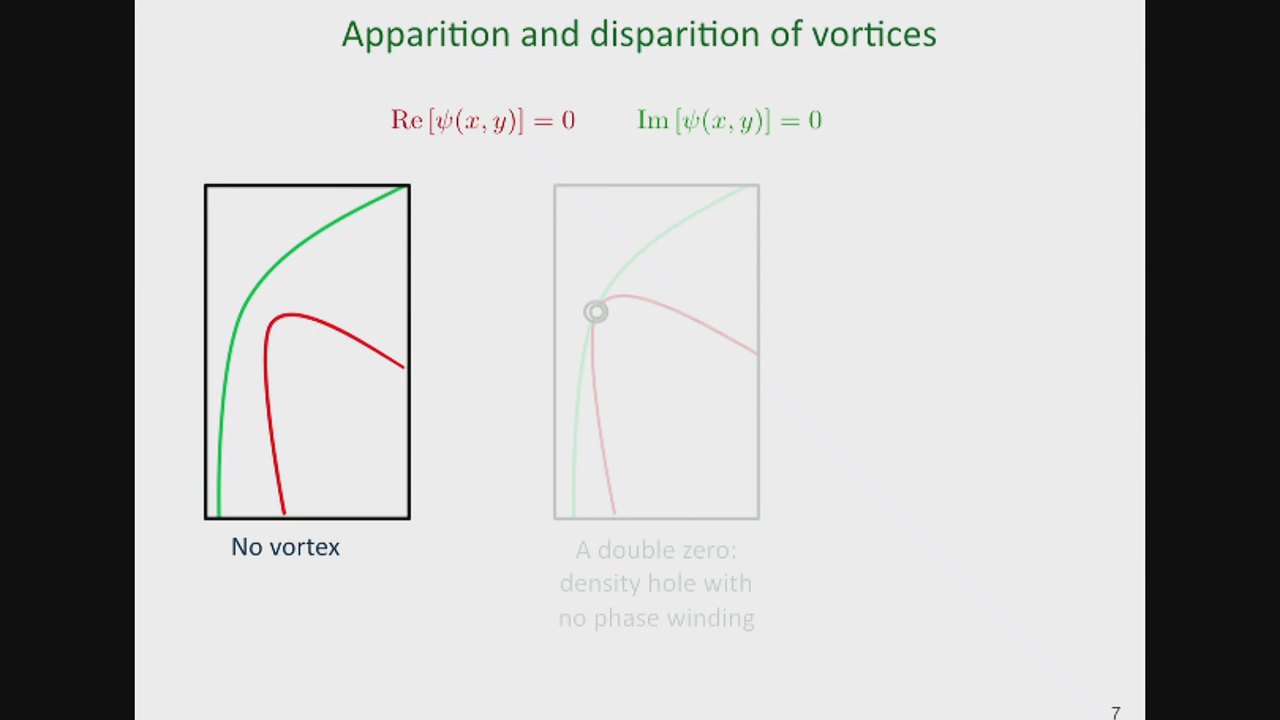 Apparition and disparition of vortices
Re [ψ(x, y)] = 0 Im [ψ(x, y)] = 0
No vortex
A double zero:
density hole with
no phase winding
7